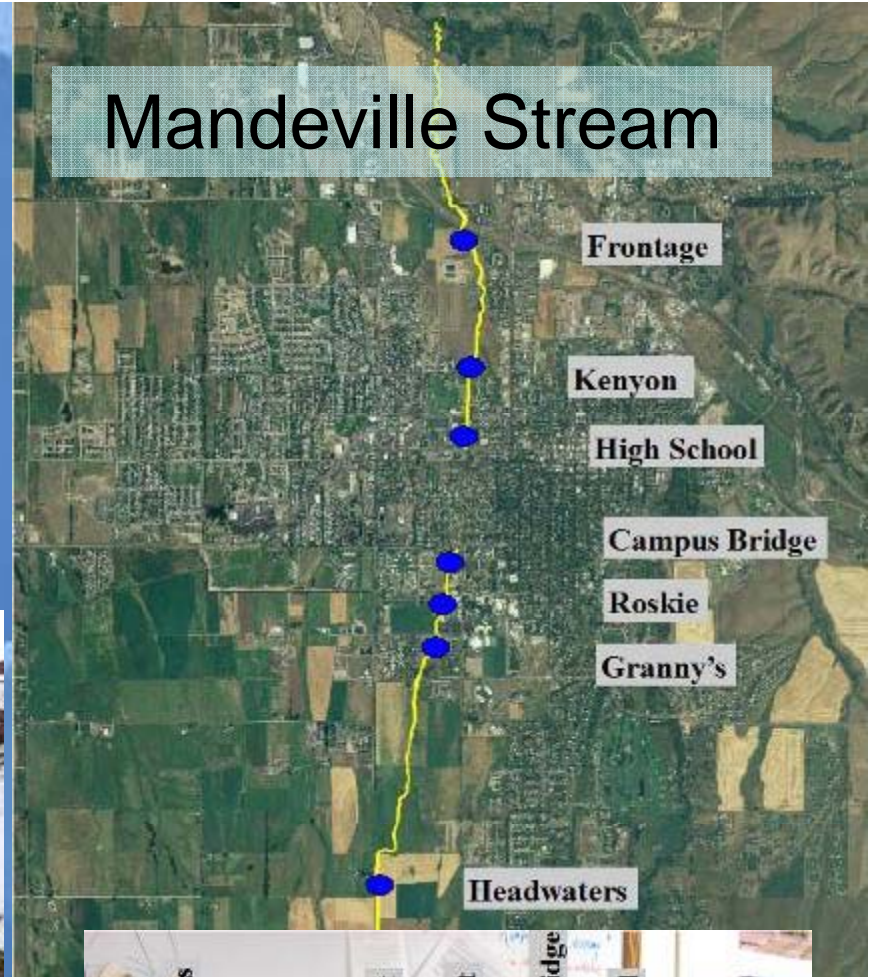 Mandeville Stream
Frontage
Kenyon
High School
Campus Bridge
Roskie
Granny's
Headwaters